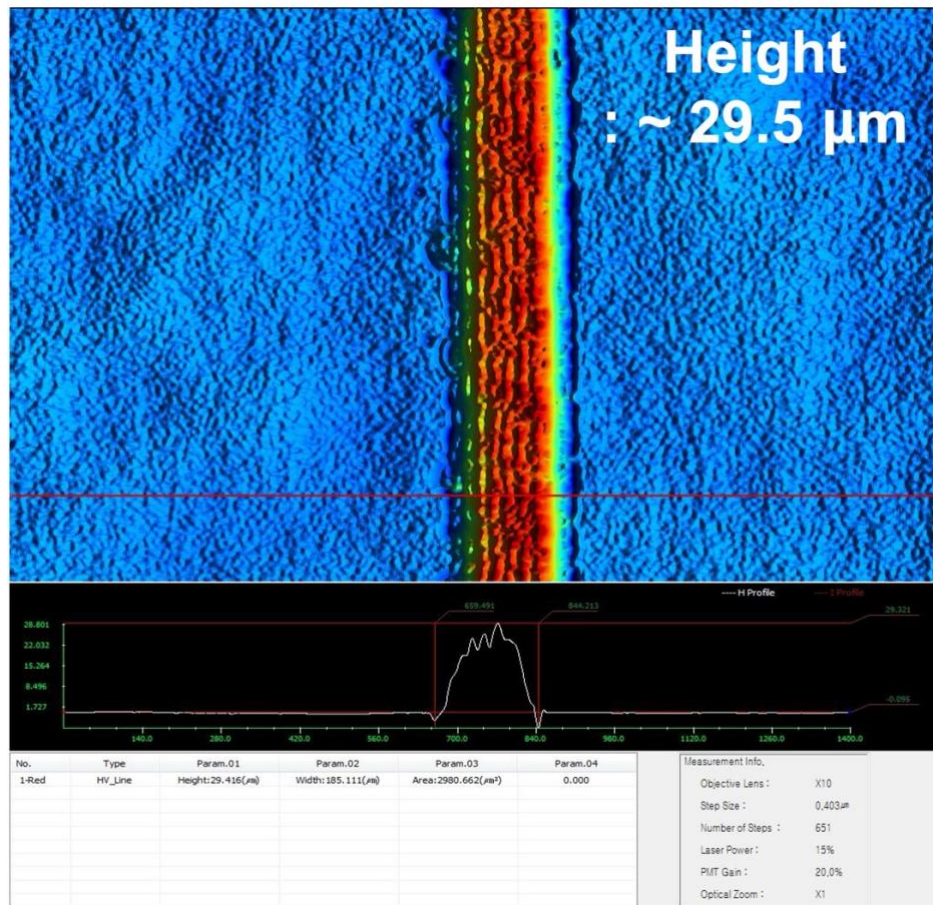 Height
: ~ 29.5 µm
---- H Profile
---- I Profile
659.491
844.213
29.321
28.801
22.032
15.264
8.496
1.727
-0.095
140.0 280.0 420.0 560.0 700.0 840.0 980.0 1120.0 1260.0 1400.0
No. Type Param.01 Param.02 Param.03 Param.04
1-Red HV_Line Height:29.416(㎛) Width:185.111(㎛) Area:2980.662(㎛²) 0.000
Measurement Info,
Objective Lens : X10
Step Size : 0,403㎛
Number of Steps : 651
Laser Power : 15%
PMT Gain : 20,0%
Optical Zoom : X1